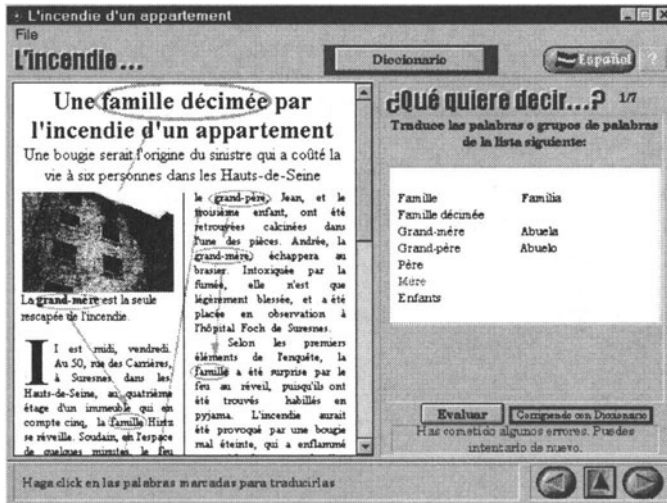 L'incendie d'un appartement
File
L'incendie...
Diccionario
Español
?
Une famille décimée par
l'incendie d'un appartement
Une bougie serait l'origine du sinistre qui a coûté la
vie à six personnes dans les Hauts-de-Seine
La grand-mère est la seule
rescapée de l'incendie.
Il est midi, vendredi.
Au 50, rue des Carrières,
à Suresnes dans les
Hauts-de-Seine, au quatrième
étage d'un immeuble qui en
compte cinq, la famille Hirtz
se réveille. Soudain, en l'espace
de quelques minutes le feu
le grand-père, Jean, et le
troisième enfant, ont été
retrouvées calcinées dans
l'une des pièces. Andrée, la
grand-mère, échappera au
brasier. Intoxiquée par la
fumée, elle n'est que
légèrement blessée, et a été
placée en observation à
l'hôpital Foch de Suresnes.
Selon les premiers
éléments de l'enquête, la
famille a été surprise par le
feu au réveil, puisqu'ils ont
été trouvés habillés en
pyjama. L'incendie aurait
été provoqué par une bougie
mal éteinte, qui a enflammé
¿Qué quiere decir...? 1/7
Traduce las palabras o grupos de palabras
de la lista siguiente:
Famille Familia
Famille décimée
Grand-mère Abuela
Grand-père Abuelo
Père
Mère
Enfants
Evaluar
Corrigiendo con Diccionario
Has cometido algunos errores. Puedes
intentarlo de nuevo.
Haga click en las palabras marcadas para traducirlas